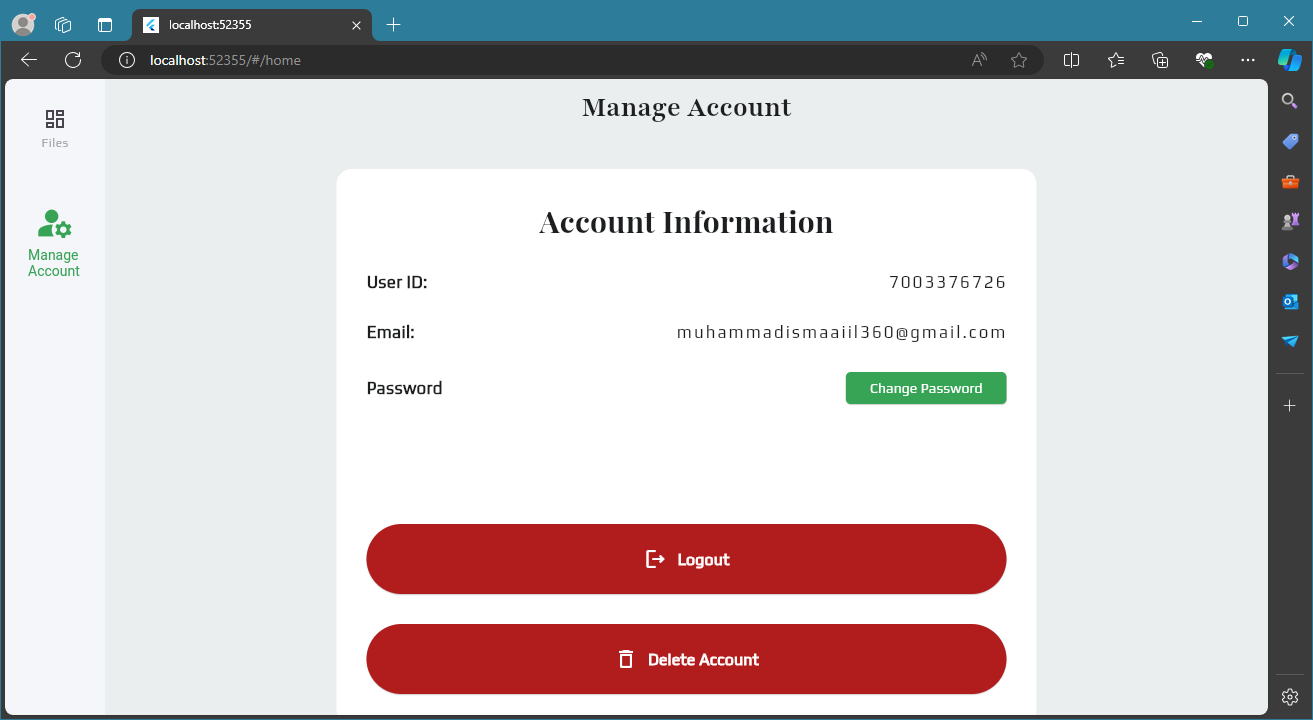 localhost:52355
localhost:52355/#/home
Files
Manage
Account
Manage Account
Account Information
User ID: 7003376726
Email: muhammadismaaiil360@gmail.com
Password Change Password
Logout
Delete Account